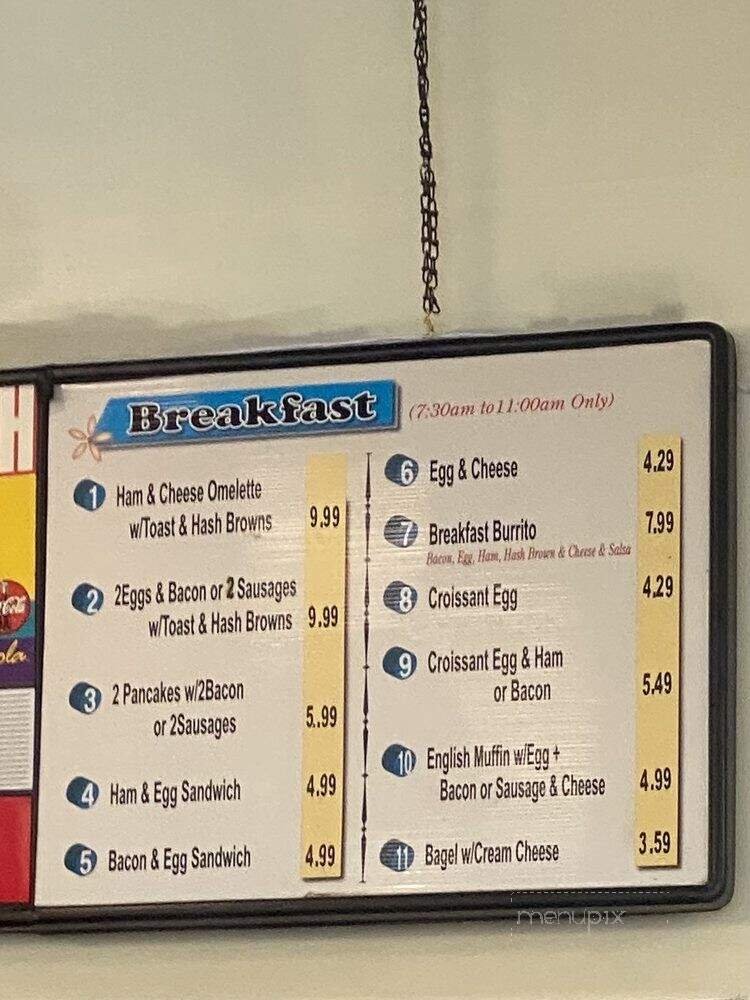 H
Breakfast (7:30am to 11:00am Only)
1 Ham & Cheese Omelette
w/Toast & Hash Browns 9.99
2 2Eggs & Bacon or 2 Sausages
w/Toast & Hash Browns 9.99
3 2 Pancakes w/2Bacon
or 2Sausages 5.99
4 Ham & Egg Sandwich 4.99
5 Bacon & Egg Sandwich 4.99
6 Egg & Cheese 4.29
7 Breakfast Burrito 7.99
Bacon, Egg, Ham, Hash Brown & Cheese & Salsa
8 Croissant Egg 4.29
9 Croissant Egg & Ham
or Bacon 5.49
10 English Muffin w/Egg +
Bacon or Sausage & Cheese 4.99
11 Bagel w/Cream Cheese 3.59
menupix